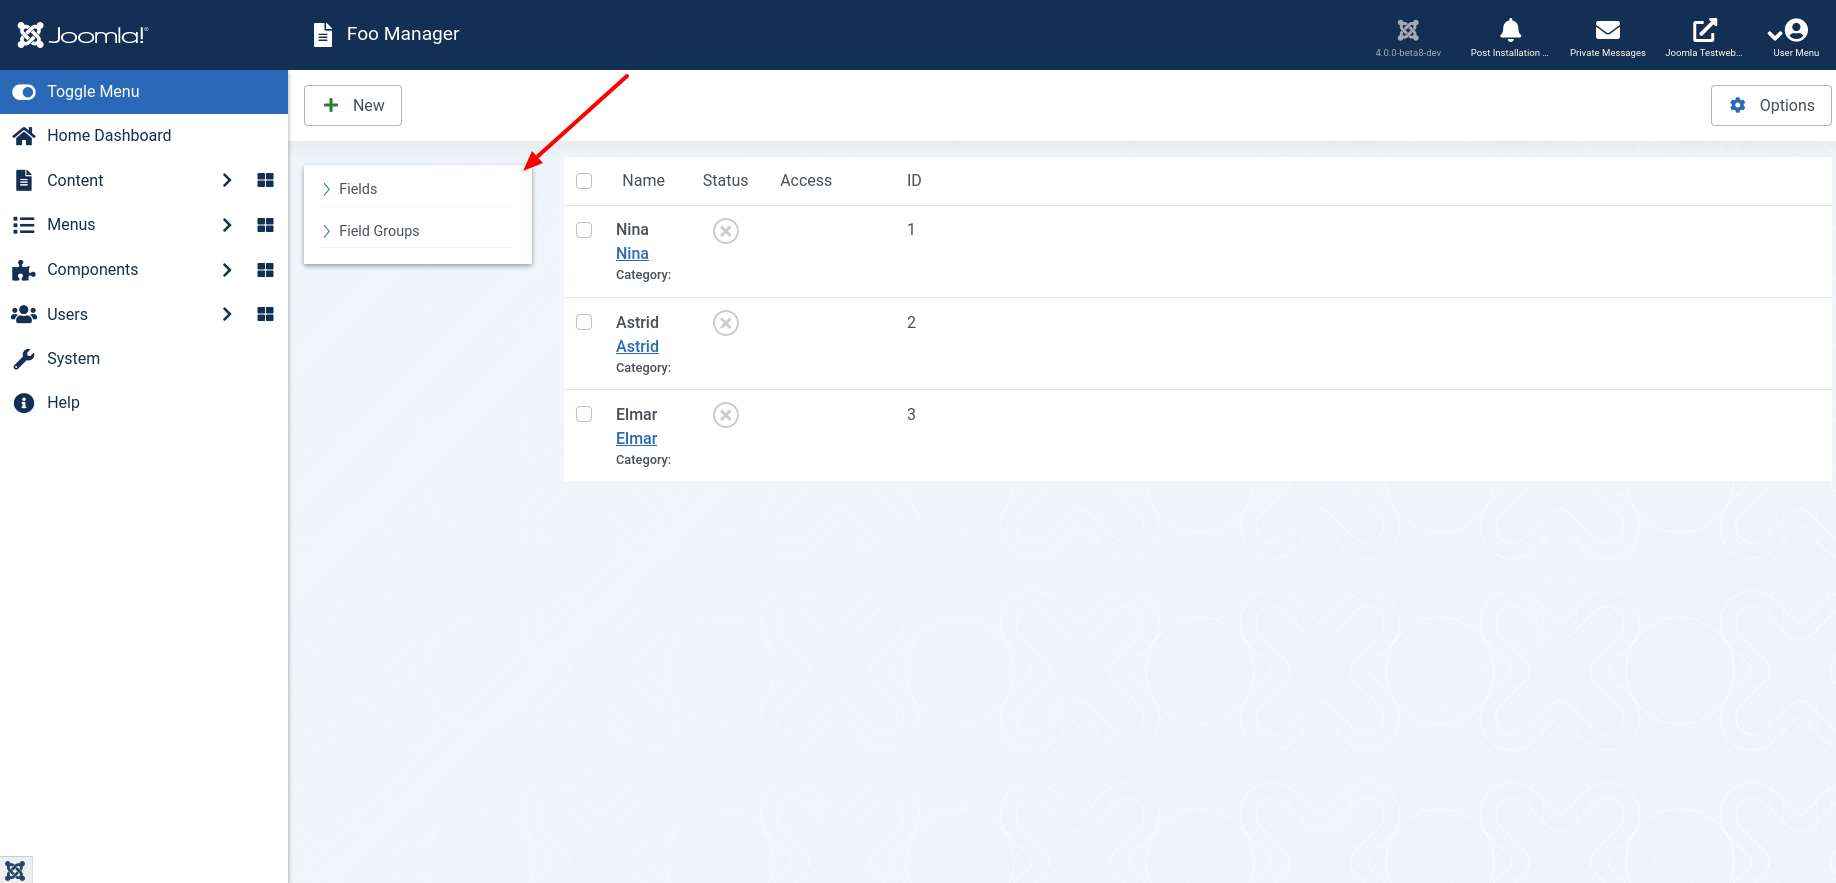 Joomla!
Foo Manager
4.0.0-beta8-dev
Post Installation ...
Private Messages
Joomla Testweb...
User Menu
Toggle Menu
Home Dashboard
Content
Menus
Components
Users
System
Help
New
Options
Fields
Field Groups
Name Status Access ID
Nina 1
Nina
Category:
Astrid 2
Astrid
Category:
Elmar 3
Elmar
Category: